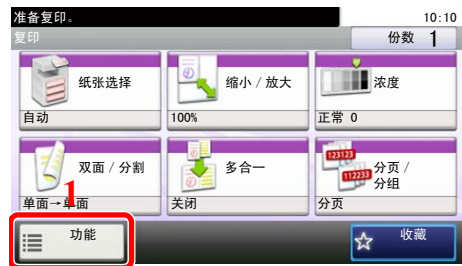 准备复印。 10:10
复印 份数 1
纸张选择 缩小 / 放大 浓度
自动 100% 正常 0
123123
112233
双面 / 分割 多合一 分页 /
分组
1
单面→单面 关闭 分页
功能 收藏